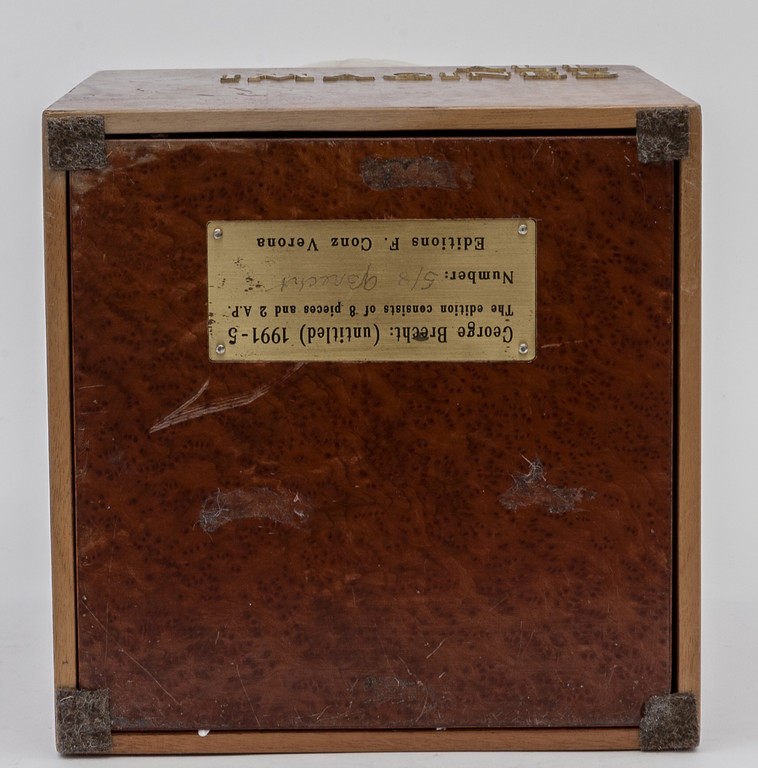 George Brecht: (untitled) 1991-5
The edition consists of 8 pieces and 2 A.P.
Number: 5/8 GBrecht
Editions F. Conz Verona